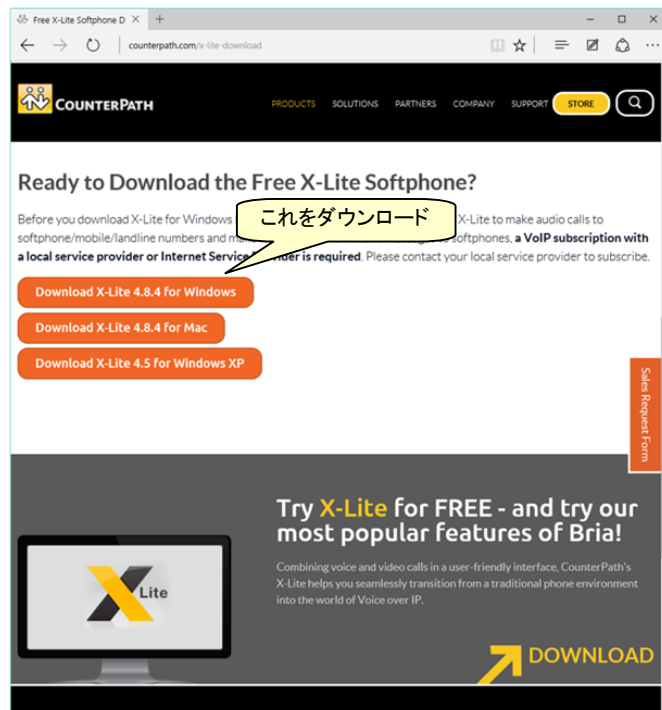 Free X-Lite Softphone D
counterpath.com/x-lite-download
COUNTERPATH
PRODUCTS SOLUTIONS PARTNERS COMPANY SUPPORT STORE
Ready to Download the Free X-Lite Softphone?
これをダウンロード
Before you download X-Lite for Windows X-Lite to make audio calls to
softphone/mobile/landline numbers and softphones, a VoIP subscription with
a local service provider or Internet Service is required. Please contact your local service provider to subscribe.
Download X-Lite 4.8.4 for Windows
Download X-Lite 4.8.4 for Mac
Download X-Lite 4.5 for Windows XP
Sales Request Form
Try X-Lite for FREE - and try our
most popular features of Bria!
Combining voice and video calls in a user-friendly interface, CounterPath's
X-Lite helps you seamlessly transition from a traditional phone environment
into the world of Voice over IP.
X Lite
DOWNLOAD